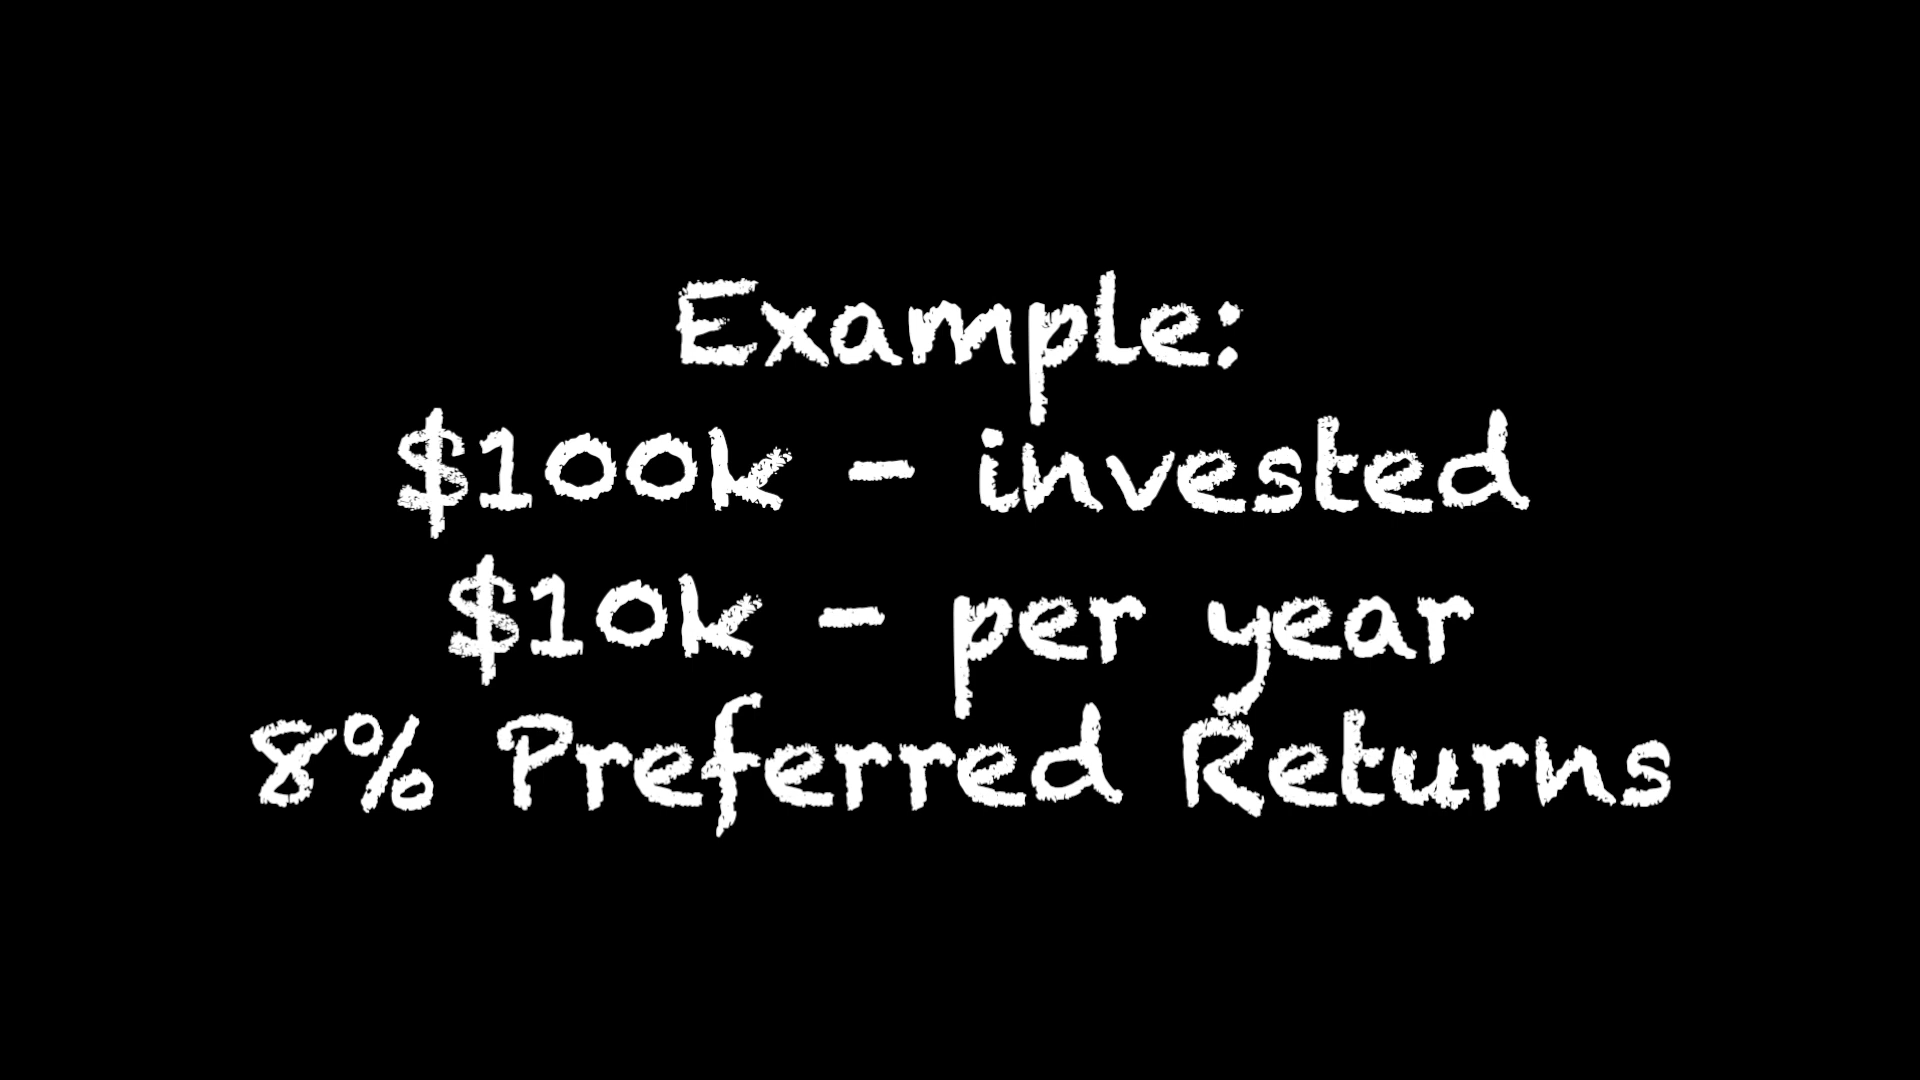 Example:
$100k - invested
$10k - per year
8% Preferred Returns